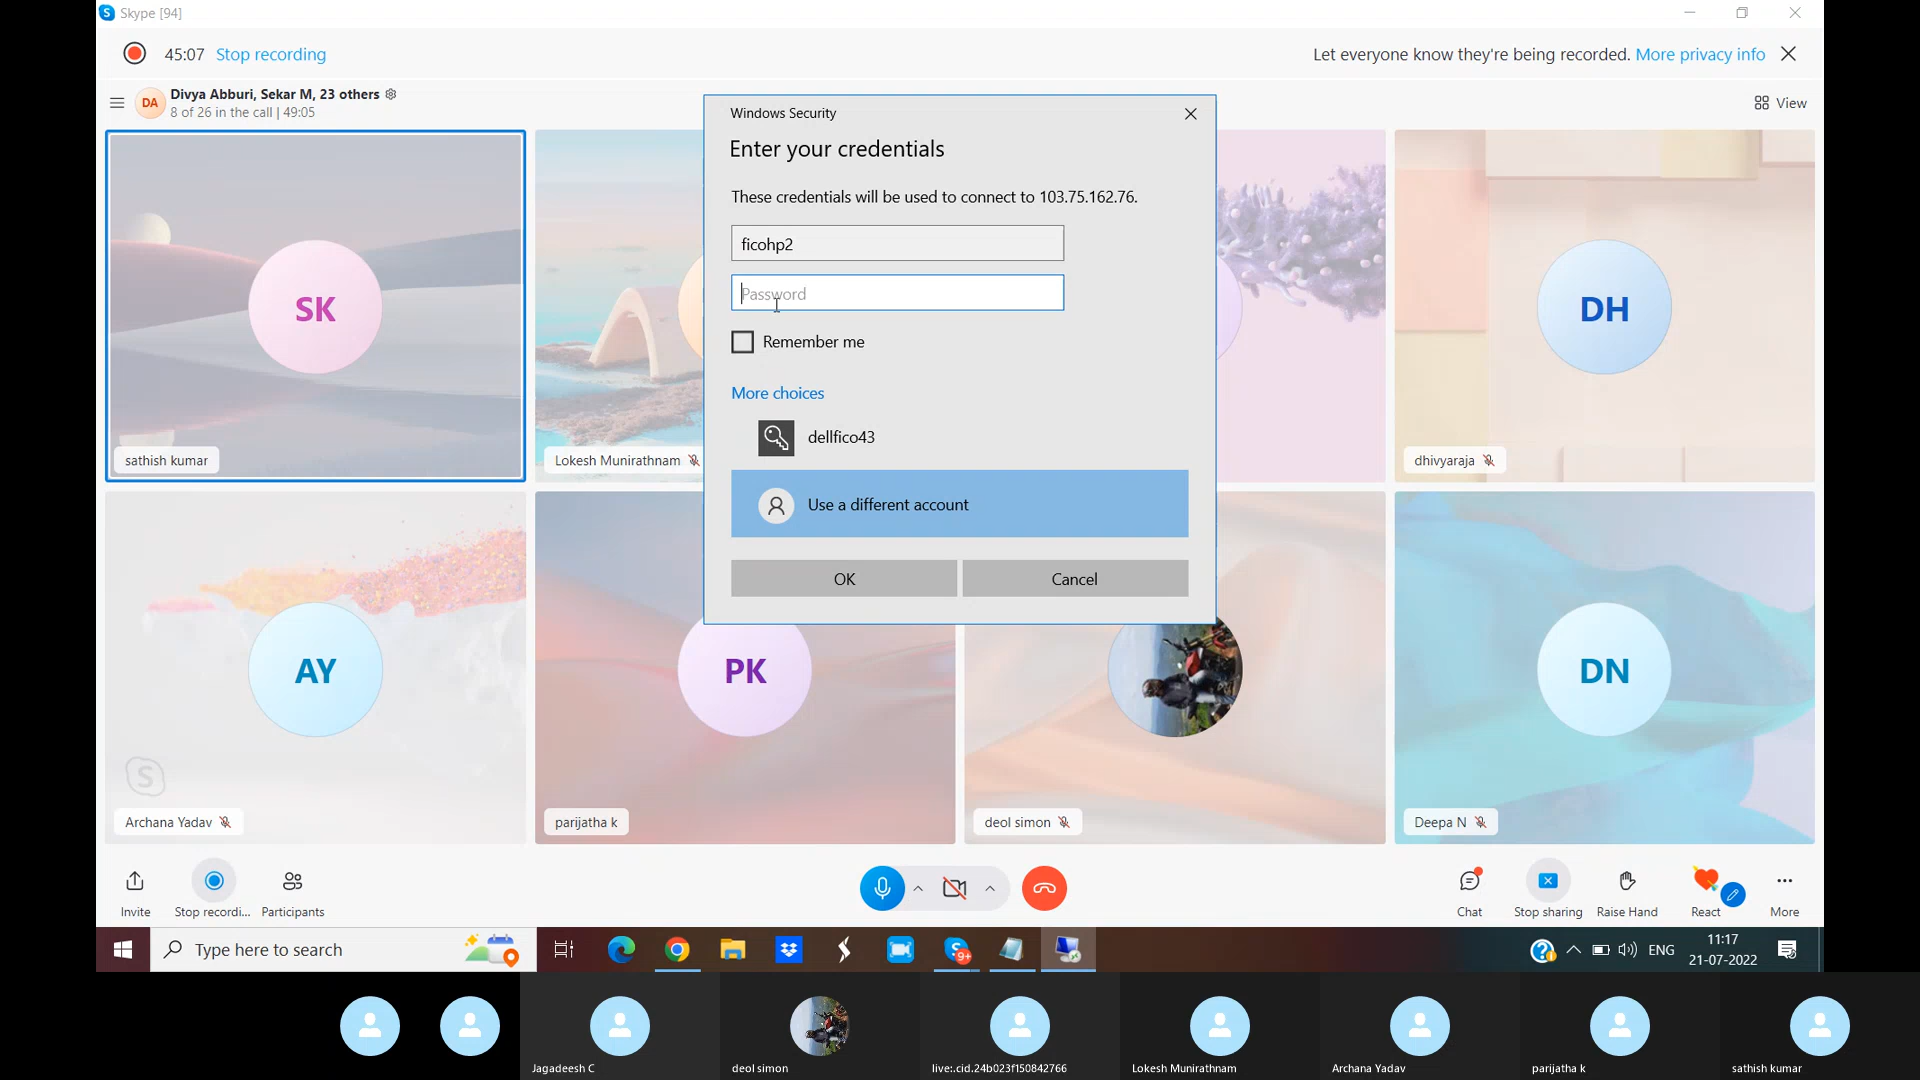 Skype [94]
45:07 Stop recording
Let everyone know they're being recorded. More privacy info
DA
Divya Abburi, Sekar M, 23 others
8 of 26 in the call | 49:05
View
Windows Security
Enter your credentials
These credentials will be used to connect to 103.75.162.76.
ficohp2
Password
Remember me
More choices
dellfico43
Use a different account
OK
Cancel
SK
DH
sathish kumar
Lokesh Munirathnam
dhivyaraja
AY
PK
DN
Archana Yadav
parijatha k
deol simon
Deepa N
Invite
Stop recordi...
Participants
Chat
Stop sharing
Raise Hand
React
More
Type here to search
9+
ENG
11:17
21-07-2022
Jagadeesh C
deol simon
live:.cid.24b023f150842766
Lokesh Munirathnam
Archana Yadav
parijatha k
sathish kumar